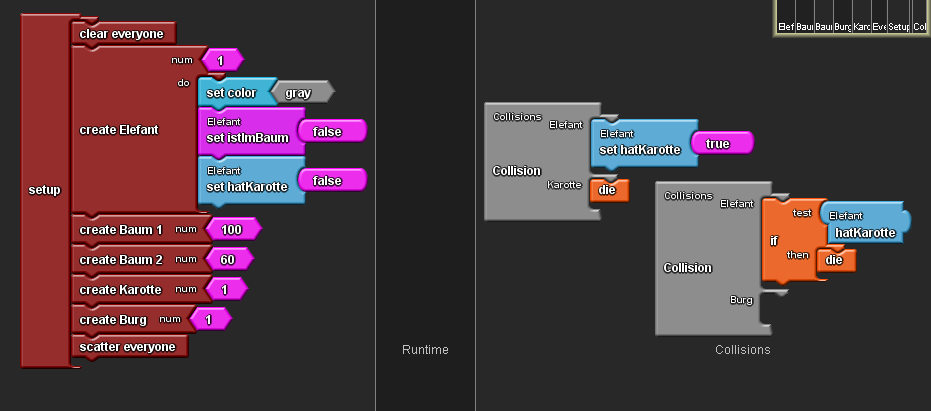 setup
clear everyone
create Elefant
num 1
do
set color gray
Elefant
set istImBaum false
Elefant
set hatKarotte false
create Baum 1 num 100
create Baum 2 num 60
create Karotte num 1
create Burg num 1
scatter everyone
Runtime
Collisions
Collision
Elefant
Elefant
set hatKarotte true
Karotte
die
Collisions
Collision
Elefant
if
test
Elefant
hatKarotte
then
die
Burg
Collisions
Elef Baur Baur Burg Karc Eve Setup Col